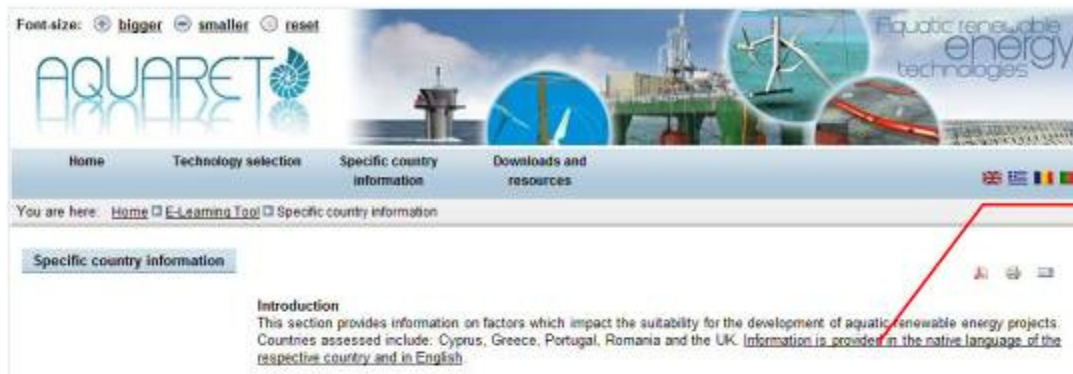 Font-size: bigger smaller reset
AQUARET
Aquatic renewable
energy
technologies
Home Technology selection Specific country information Downloads and resources
You are here: Home E-Learning Tool Specific country information
Specific country information
Introduction
This section provides information on factors which impact the suitability for the development of aquatic renewable energy projects.
Countries assessed include: Cyprus, Greece, Portugal, Romania and the UK. Information is provided in the native language of the
respective country and in English.